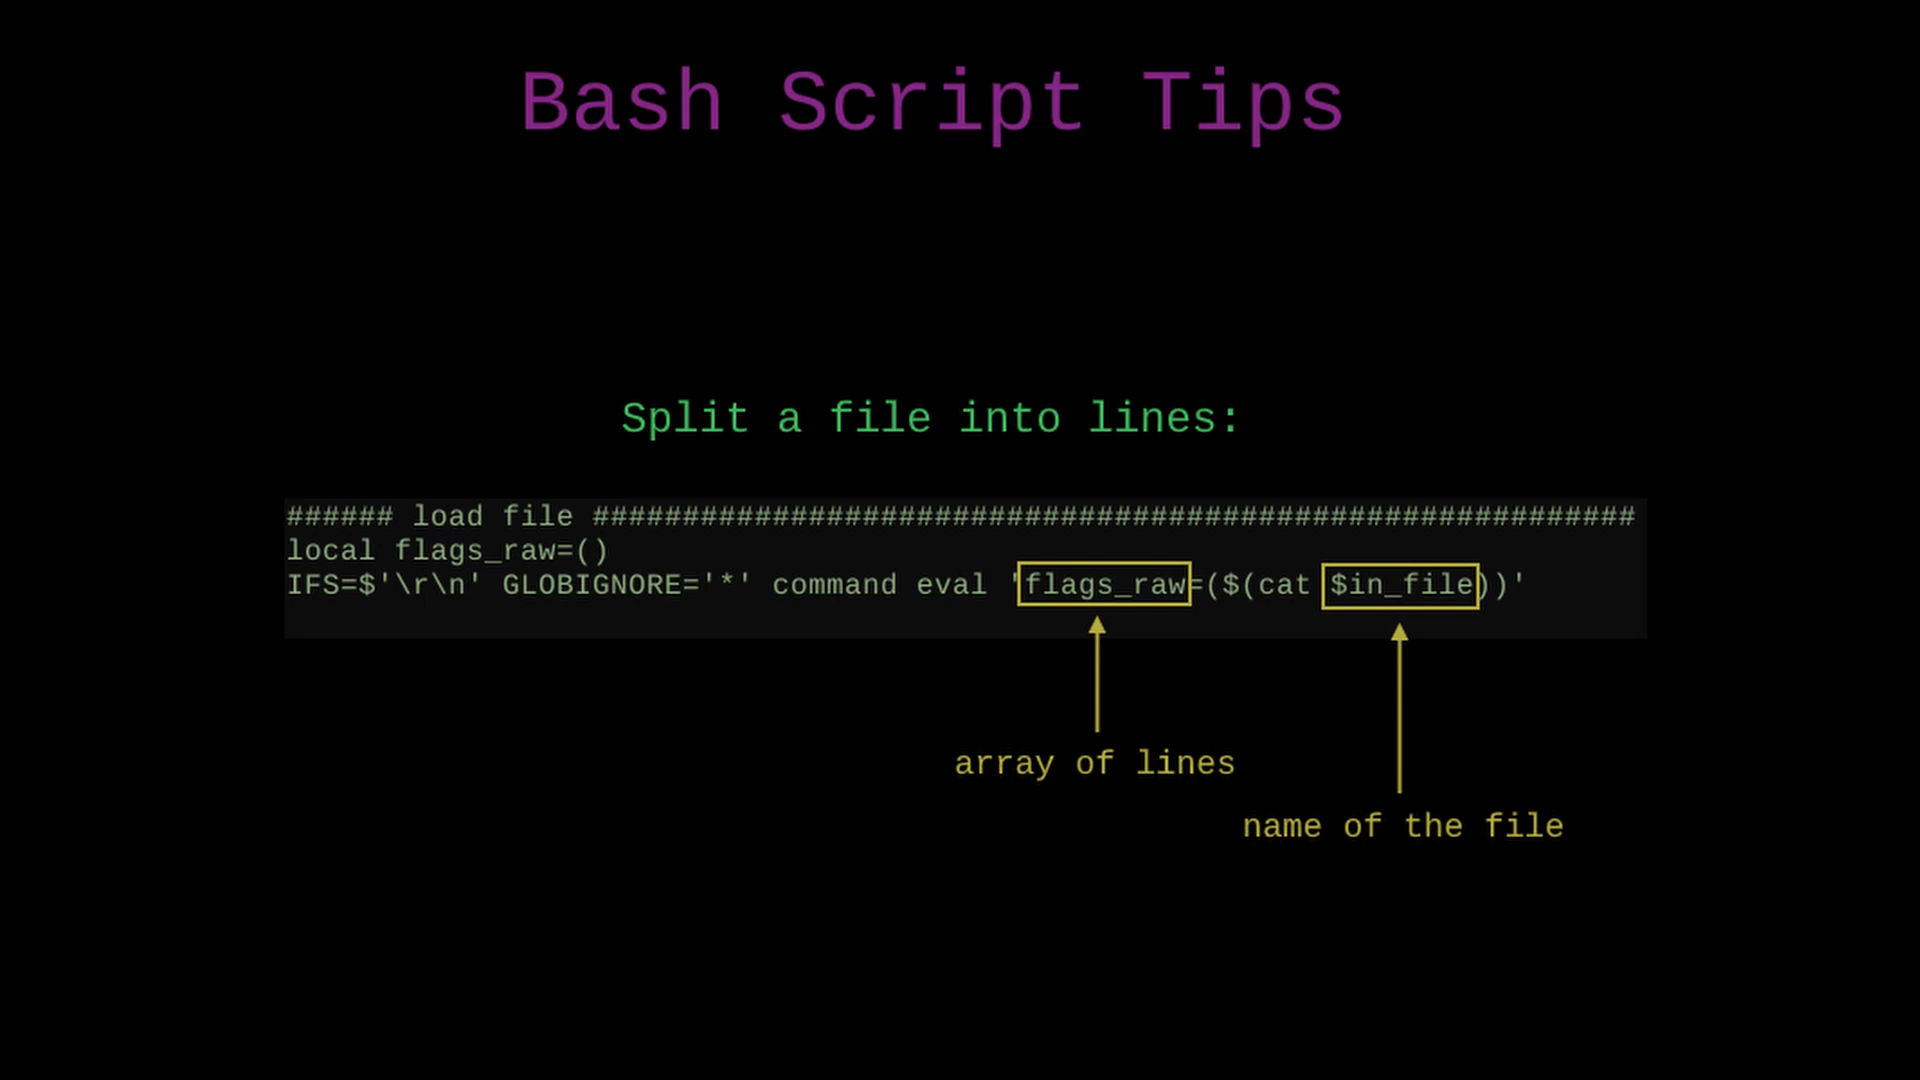 Bash Script Tips
Split a file into lines:
###### load file ##########################################################
local flags_raw=()
IFS=$'\r\n' GLOBIGNORE='*' command eval 'flags_raw=($(cat $in_file))'
array of lines
name of the file